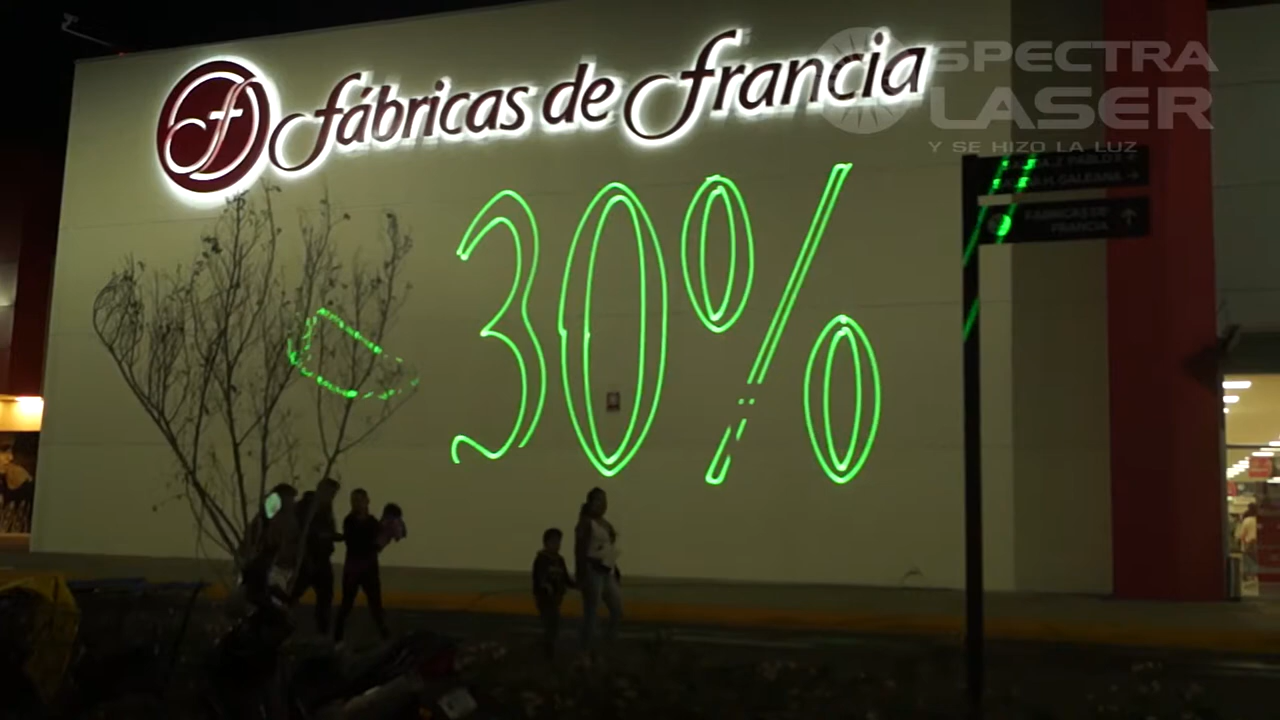 fábricas de francia
SPECTRA
LASER
Y SE HIZO LA LUZ
30%
FÁBRICAS DE
FRANCIA